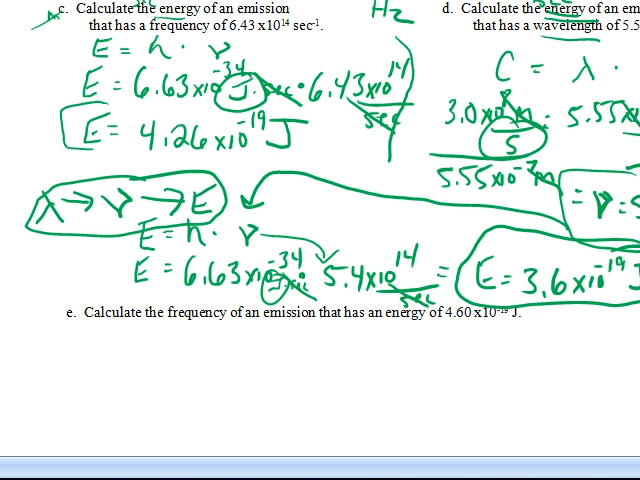 c. Calculate the energy of an emission
that has a frequency of 6.43 x10¹⁴ sec⁻¹.
Hz
E = h · ν
E = 6.63x10⁻³⁴ J · sec · 6.43x10¹⁴/sec
E = 4.26x10⁻¹⁹ J
d. Calculate the energy of an em
that has a wavelength of 5.5
C = λ ·
3.0x10⁸ m/s · 5.55x
5.55x10⁻⁷ m
= ν = 5
λ → ν → E
E = h · ν
E = 6.63x10⁻³⁴ J·sec 5.4x10¹⁴/sec = E = 3.6x10⁻¹⁹ J
e. Calculate the frequency of an emission that has an energy of 4.60 x10⁻¹⁹ J.